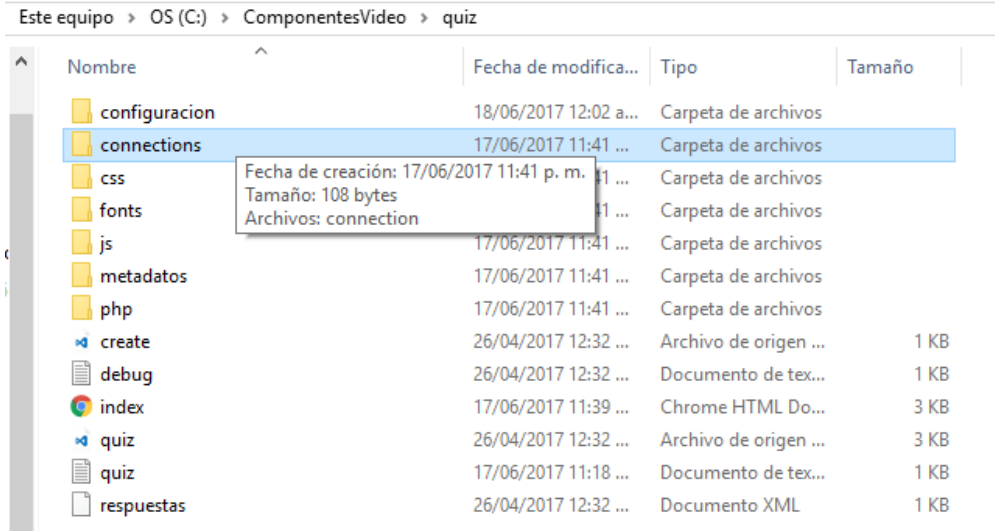 Este equipo > OS (C:) > ComponentesVideo > quiz
Nombre Fecha de modifica... Tipo Tamaño
configuracion 18/06/2017 12:02 a... Carpeta de archivos
connections 17/06/2017 11:41 ... Carpeta de archivos
Fecha de creación: 17/06/2017 11:41 p. m.
Tamaño: 108 bytes
Archivos: connection
css 41 ... Carpeta de archivos
fonts 41 ... Carpeta de archivos
js 17/06/2017 11:41 ... Carpeta de archivos
metadatos 17/06/2017 11:41 ... Carpeta de archivos
php 17/06/2017 11:41 ... Carpeta de archivos
create 26/04/2017 12:32 ... Archivo de origen ... 1 KB
debug 26/04/2017 12:32 ... Documento de tex... 1 KB
index 17/06/2017 11:39 ... Chrome HTML Do... 3 KB
quiz 26/04/2017 12:32 ... Archivo de origen ... 3 KB
quiz 17/06/2017 11:18 ... Documento de tex... 1 KB
respuestas 26/04/2017 12:32 ... Documento XML 1 KB